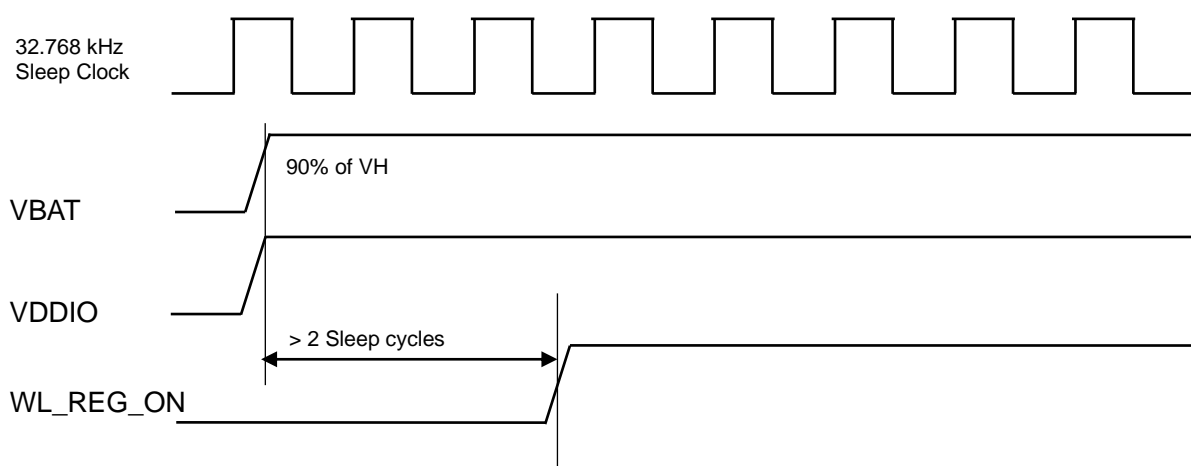 32.768 kHz
Sleep Clock
90% of VH
VBAT
VDDIO
> 2 Sleep cycles
WL_REG_ON